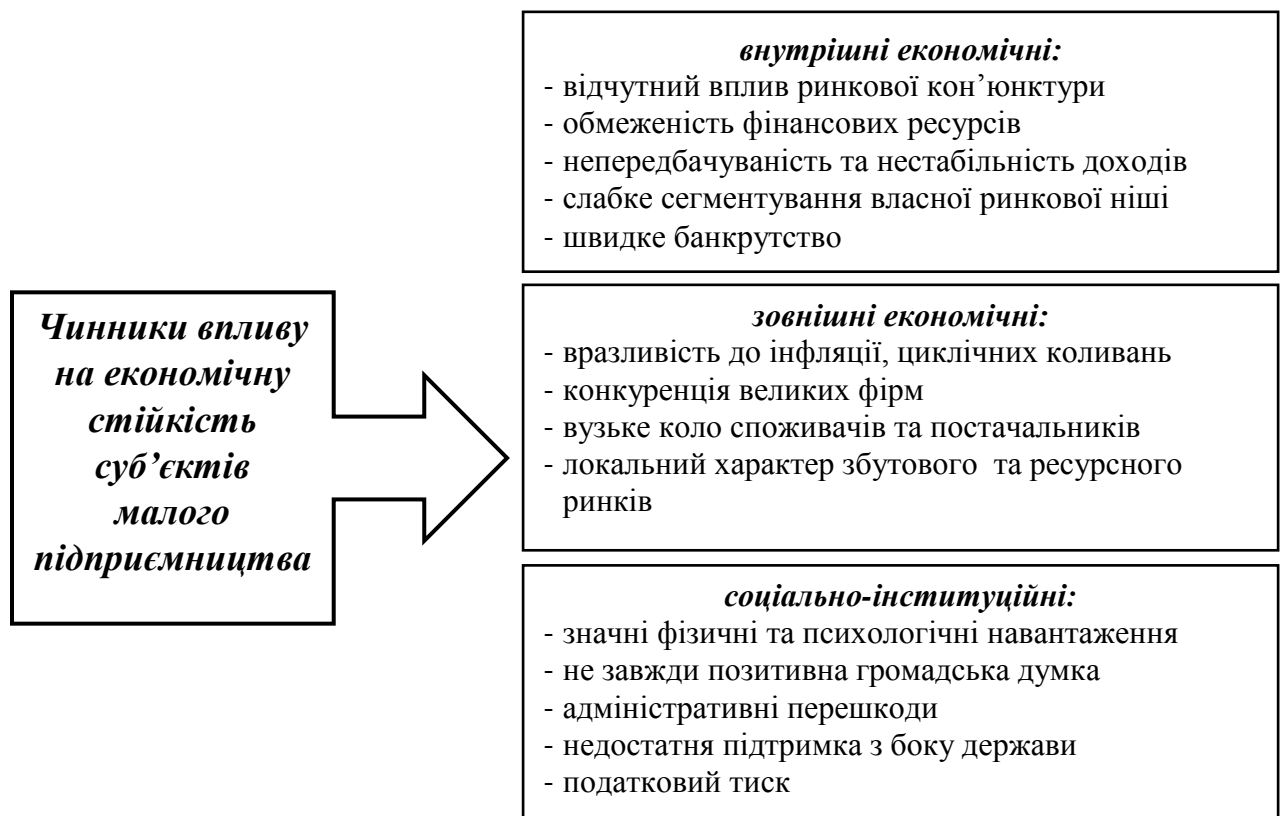 Чинники впливу
на економічну
стійкість
суб’єктів
малого
підприємництва
внутрішні економічні:
- відчутний вплив ринкової кон’юнктури
- обмеженість фінансових ресурсів
- непередбачуваність та нестабільність доходів
- слабке сегментування власної ринкової ніші
- швидке банкрутство
зовнішні економічні:
- вразливість до інфляції, циклічних коливань
- конкуренція великих фірм
- вузьке коло споживачів та постачальників
- локальний характер збутового та ресурсного
ринків
соціально-інституційні:
- значні фізичні та психологічні навантаження
- не завжди позитивна громадська думка
- адміністративні перешкоди
- недостатня підтримка з боку держави
- податковий тиск